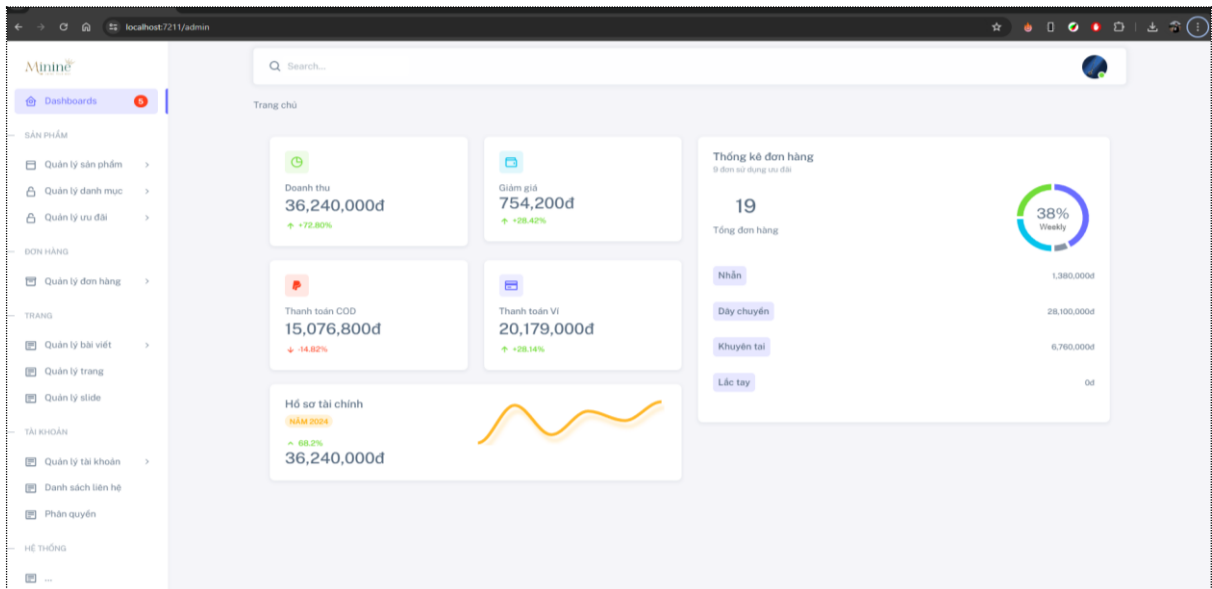 localhost:7211/admin
Mininé
Search...
Dashboards
5
Trang chủ
SẢN PHẨM
Quản lý sản phẩm
Quản lý danh mục
Quản lý ưu đãi
ĐƠN HÀNG
Quản lý đơn hàng
TRANG
Quản lý bài viết
Quản lý trang
Quản lý slide
TÀI KHOẢN
Quản lý tài khoản
Danh sách liên hệ
Phân quyền
HỆ THỐNG
...
Doanh thu
36,240,000đ
+72.80%
Giảm giá
754,200đ
+28.42%
Thanh toán COD
15,076,800đ
-14.82%
Thanh toán Ví
20,179,000đ
+28.14%
Hồ sơ tài chính
NĂM 2024
68.2%
36,240,000đ
Thống kê đơn hàng
9 đơn sử dụng ưu đãi
19
Tổng đơn hàng
38%
Weekly
Nhẫn 1,380,000đ
Dây chuyền 28,100,000đ
Khuyên tai 6,760,000đ
Lắc tay 0đ